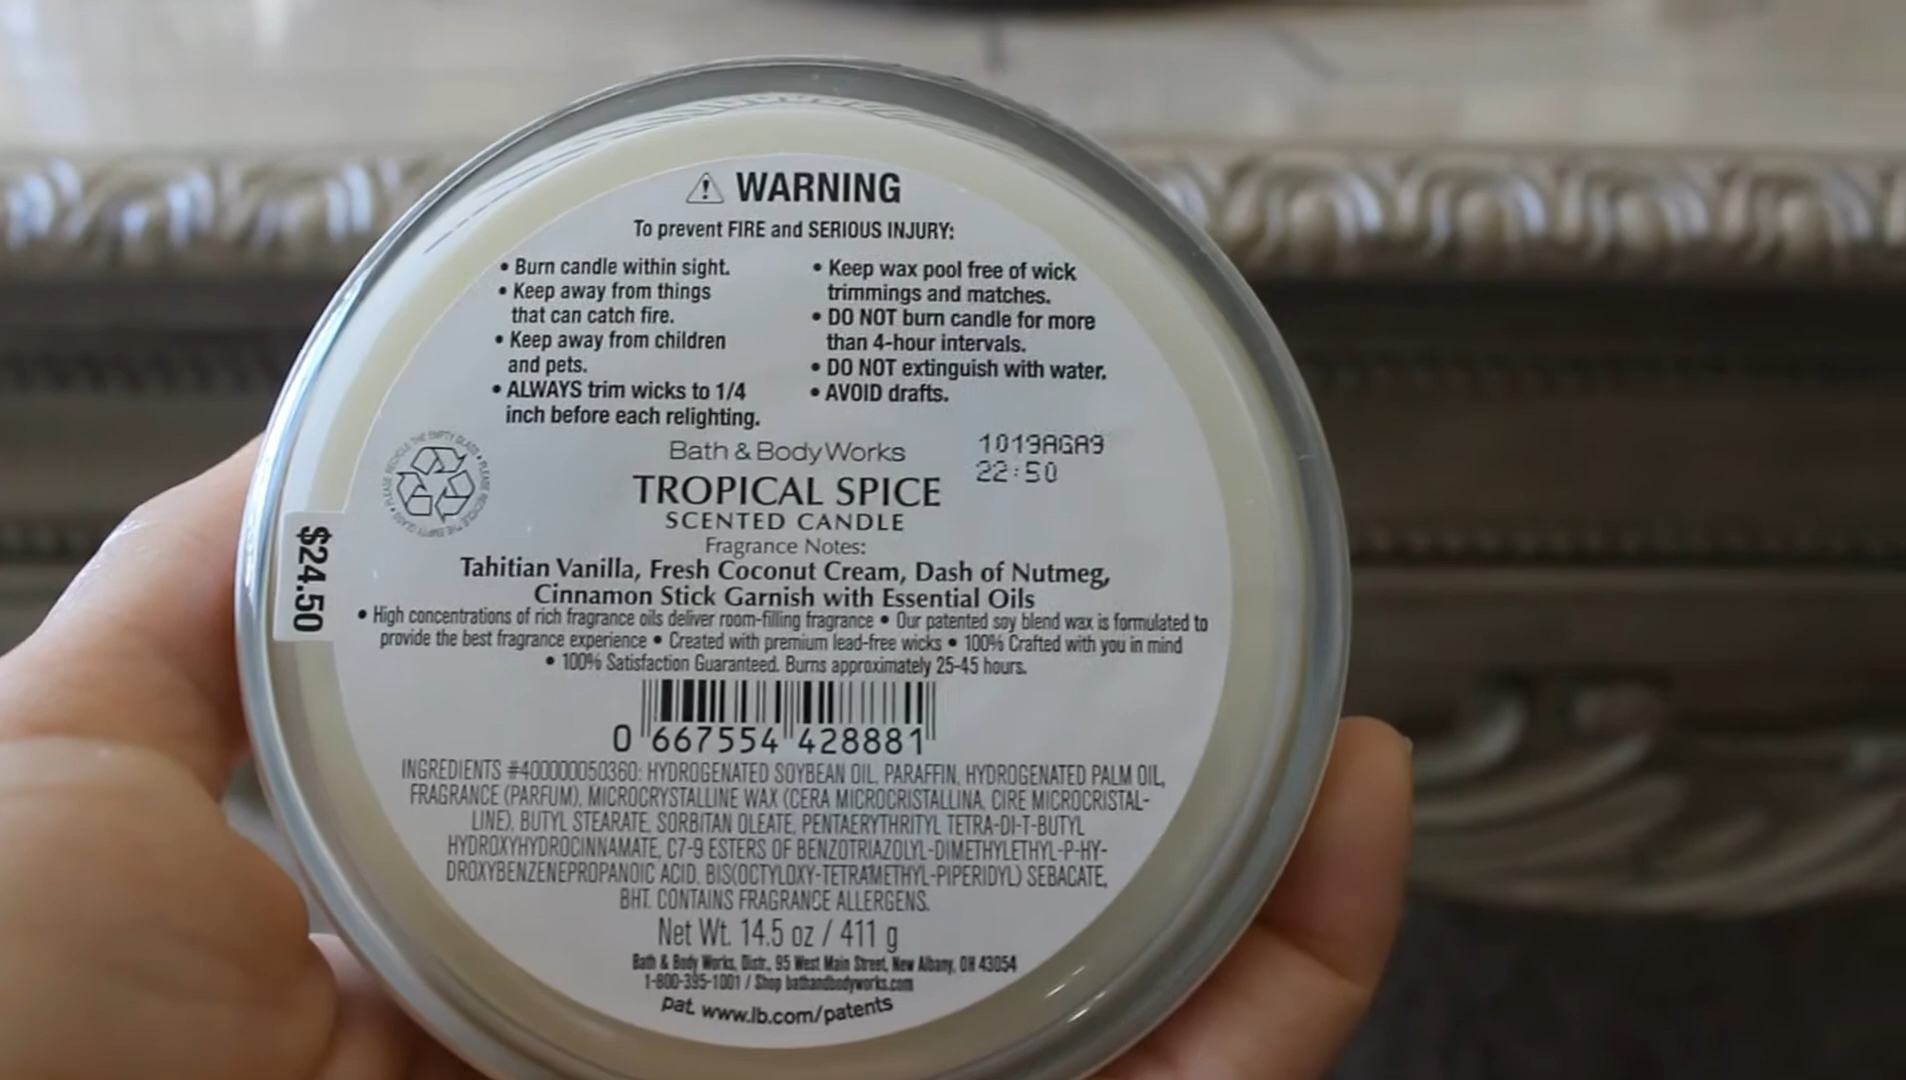 ⚠ WARNING
To prevent FIRE and SERIOUS INJURY:
• Burn candle within sight.
• Keep away from things
that can catch fire.
• Keep away from children
and pets.
• ALWAYS trim wicks to 1/4
inch before each relighting.
• Keep wax pool free of wick
trimmings and matches.
• DO NOT burn candle for more
than 4-hour intervals.
• DO NOT extinguish with water.
• AVOID drafts.
PLEASE RECYCLE THE EMPTY GLASS • PLEASE RECYCLE THE EMPTY GLASS •
Bath & Body Works
1019AGA9
22:50
TROPICAL SPICE
SCENTED CANDLE
$24.50
Fragrance Notes:
Tahitian Vanilla, Fresh Coconut Cream, Dash of Nutmeg,
Cinnamon Stick Garnish with Essential Oils
• High concentrations of rich fragrance oils deliver room-filling fragrance • Our patented soy blend wax is formulated to
provide the best fragrance experience • Created with premium lead-free wicks • 100% Crafted with you in mind
• 100% Satisfaction Guaranteed. Burns approximately 25-45 hours.
0 667554 428881
INGREDIENTS #400000050360: HYDROGENATED SOYBEAN OIL, PARAFFIN, HYDROGENATED PALM OIL,
FRAGRANCE (PARFUM), MICROCRYSTALLINE WAX (CERA MICROCRISTALLINA, CIRE MICROCRISTAL-
LINE), BUTYL STEARATE, SORBITAN OLEATE, PENTAERYTHRITYL TETRA-DI-T-BUTYL
HYDROXYHYDROCINNAMATE, C7-9 ESTERS OF BENZOTRIAZOLYL-DIMETHYLETHYL-P-HY-
DROXYBENZENEPROPANOIC ACID, BIS(OCTYLOXY-TETRAMETHYL-PIPERIDYL) SEBACATE,
BHT. CONTAINS FRAGRANCE ALLERGENS.
Net Wt. 14.5 oz / 411 g
Bath & Body Works, Distr., 95 West Main Street, New Albany, OH 43054
1-800-395-1001 / Shop bathandbodyworks.com
pat. www.lb.com/patents